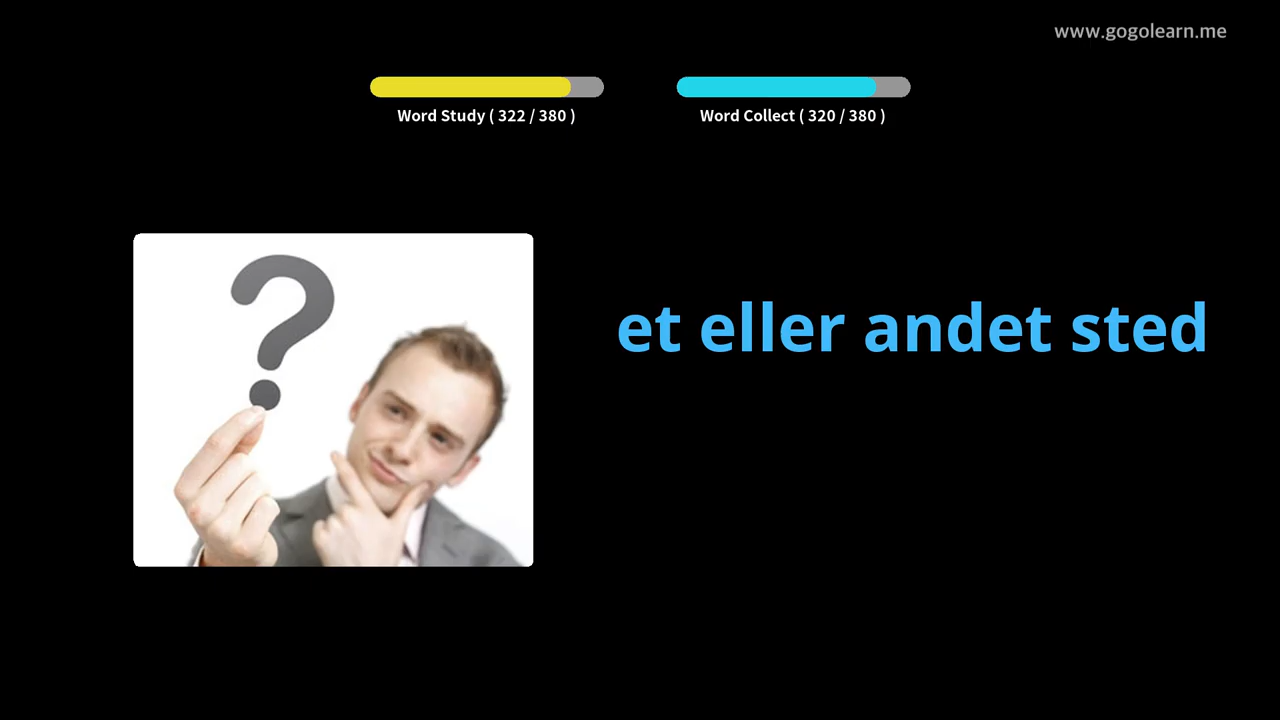 www.gogolearn.me
Word Study ( 322 / 380 )
Word Collect ( 320 / 380 )
?
et eller andet sted